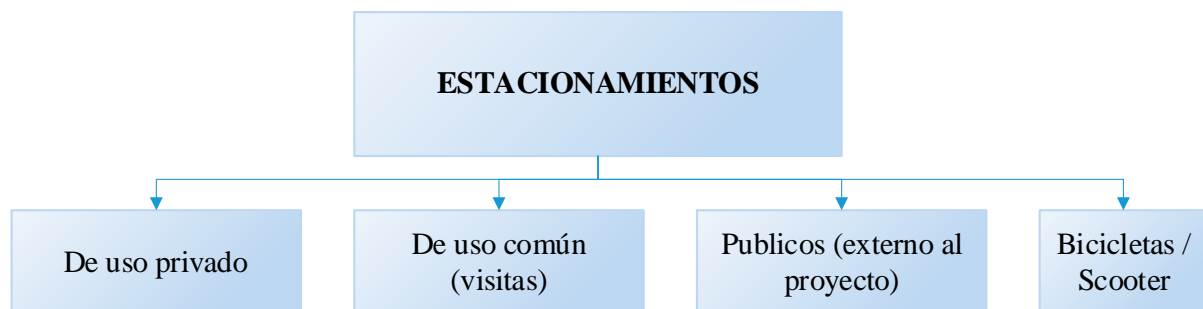 ESTACIONAMIENTOS
De uso privado
De uso común
(visitas)
Publicos (externo al
proyecto)
Bicicletas /
Scooter